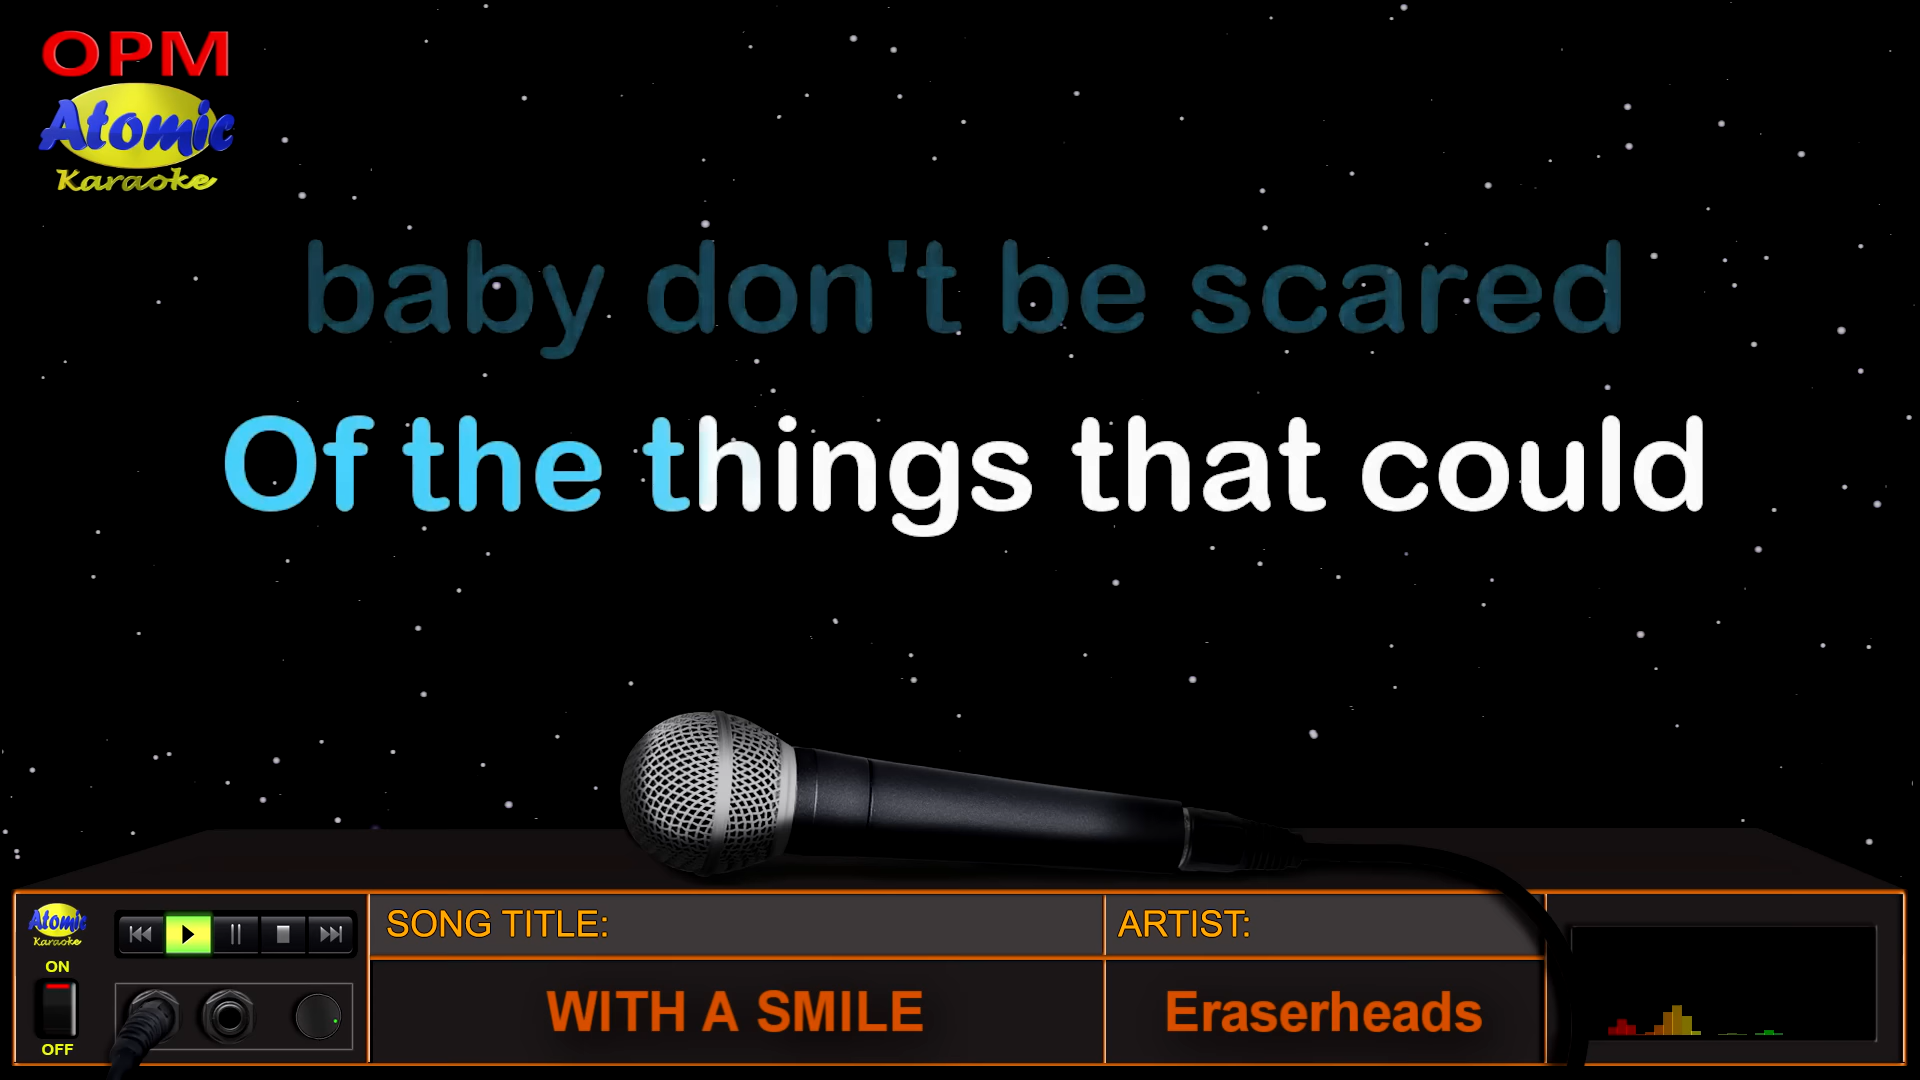 OPM
Atomic
Karaoke
baby don't be scared
Of the things that could
Atomic
Karaoke
ON
OFF
SONG TITLE:
WITH A SMILE
ARTIST:
Eraserheads